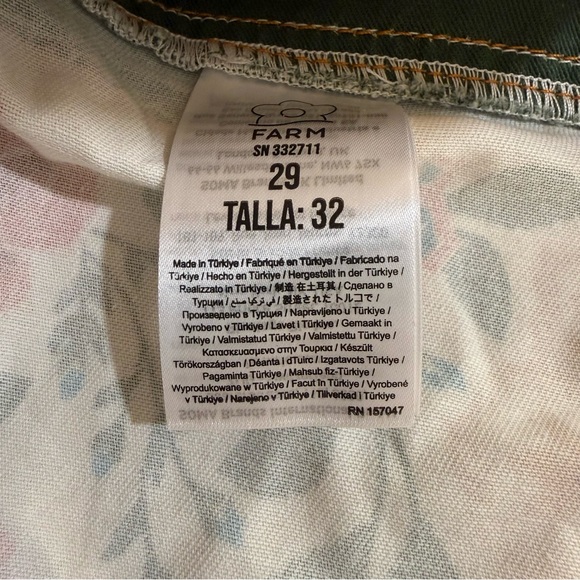 FARM
SN 332711
29
TALLA: 32
Made in Türkiye / Fabriqué en Türkiye / Fabricado na
Türkiye / Hecho en Türkiye / Hergestellt in der Türkiye /
Realizzato in Türkiye / 制造 在土耳其 / Сделано в
Турции / في تركيا صنع / 製造された トルコで /
Произведено в Турция / Napravljeno u Türkiye /
Vyrobeno v Türkiye / Lavet i Türkiye / Gemaakt in
Türkiye / Valmistatud Türkiye / Valmistettu Türkiye /
Κατασκευασμενο στην Τουρκια / Készült
Törökországban / Déanta i dTuirc / Izgatavots Türkiye /
Pagaminta Türkiye / Mahsub fiz-Türkiye /
Wyprodukowane w Türkiye / Facut în Türkiye / Vyrobené
v Türkiye / Narejeno v Türkiye / Tillverkad i Türkiye
RN 157047